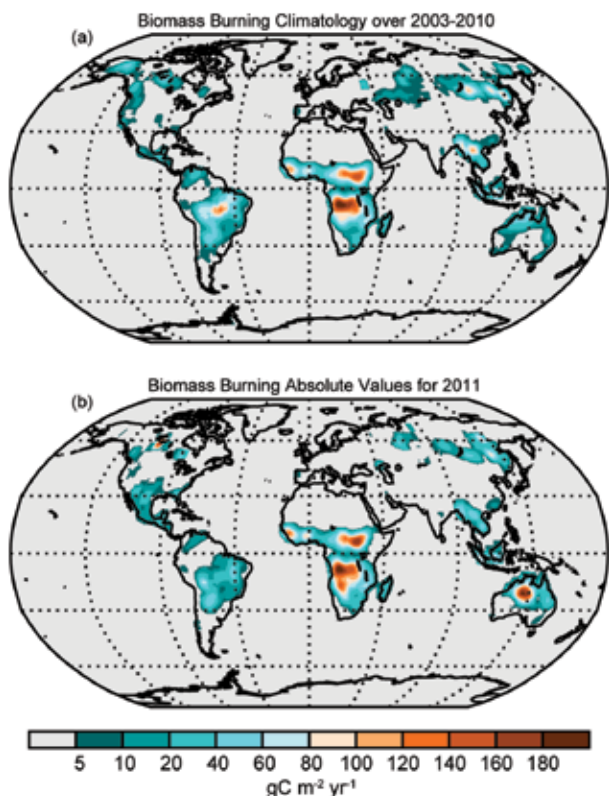 Biomass Burning Climatology over 2003-2010
(a)
Biomass Burning Absolute Values for 2011
(b)
5 10 20 40 60 80 100 120 140 160 180
gC m⁻² yr⁻¹